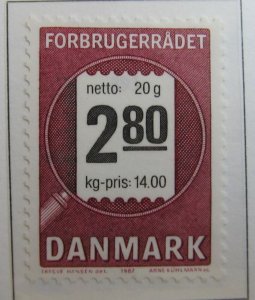 FORBRUGERRÅDET
netto: 20 g
2 80
kg-pris: 14.00
DANMARK
1987